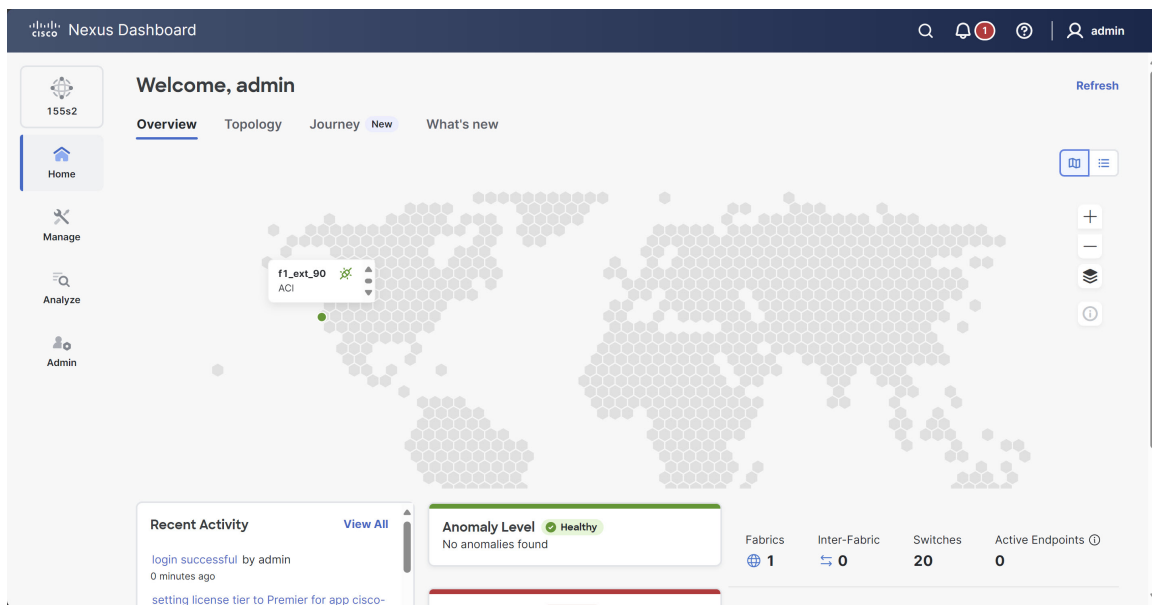 cisco Nexus Dashboard
1
admin
155s2
Home
Manage
Analyze
Admin
Welcome, admin
Refresh
Overview Topology Journey New What's new
f1_ext_90
ACI
Recent Activity View All
login successful by admin
0 minutes ago
setting license tier to Premier for app cisco-
Anomaly Level Healthy
No anomalies found
Fabrics Inter-Fabric Switches Active Endpoints
1 0 20 0